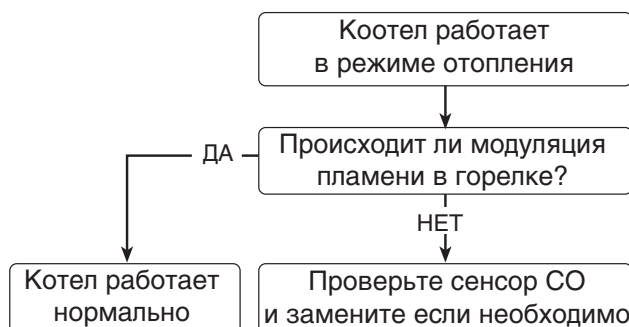 Коотел работает
в режиме отопления
Происходит ли модуляция
пламени в горелке?
ДА
НЕТ
Котел работает
нормально
Проверьте сенсор СО
и замените если необходимо